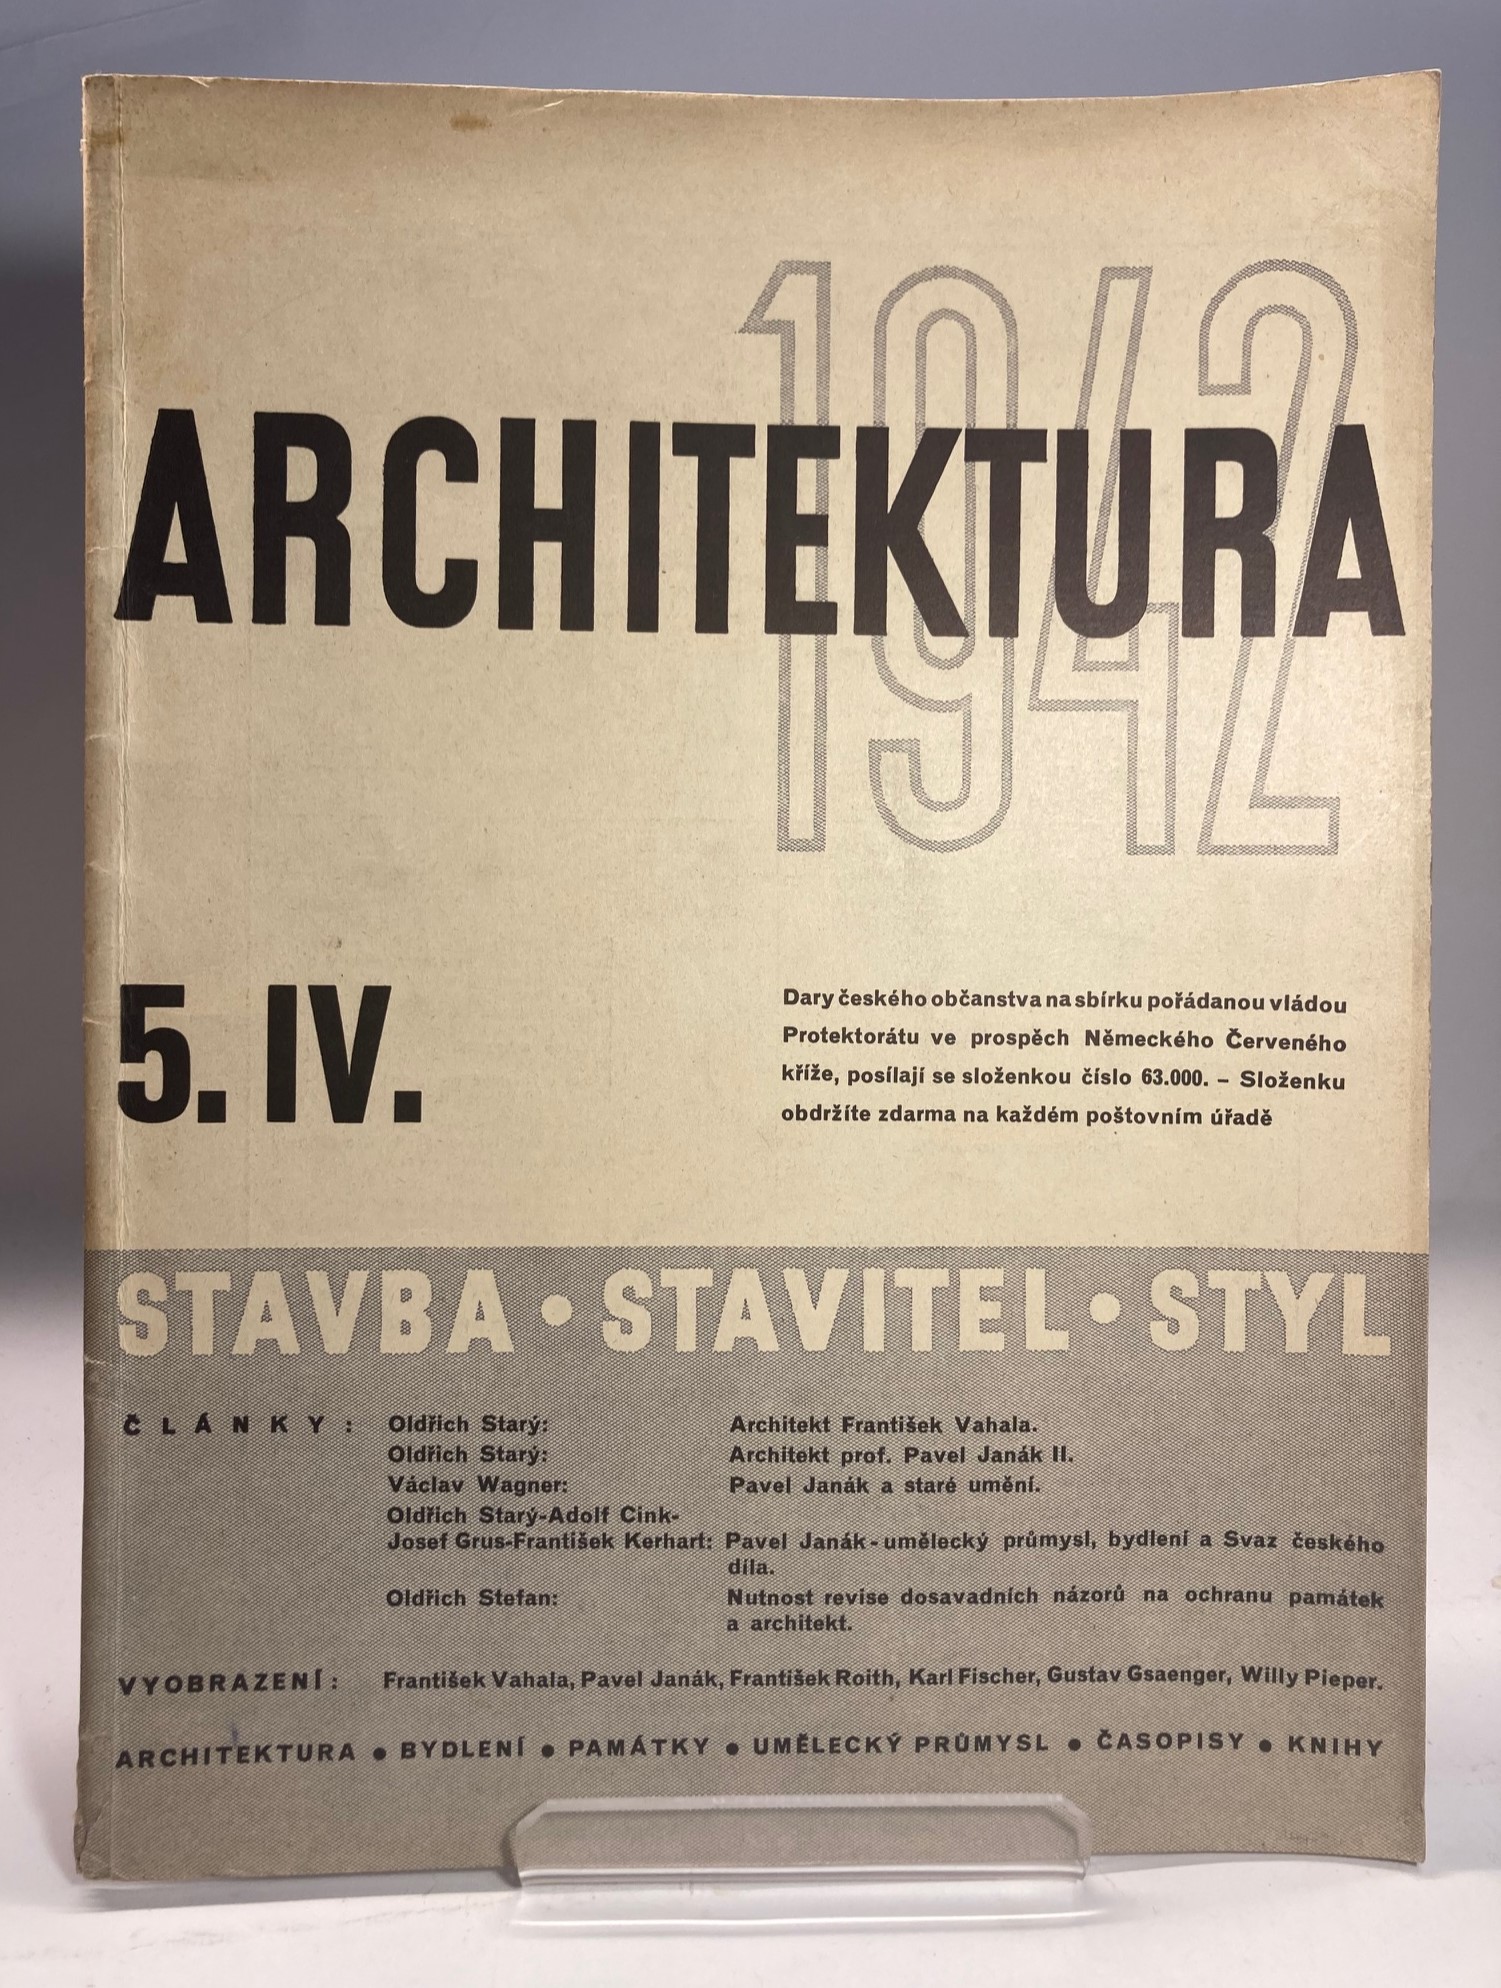 1942
ARCHITEKTURA
5. IV.
Dary českého občanstva na sbírku pořádanou vládou
Protektorátu ve prospěch Německého Červeného
kříže, posílají se složenkou číslo 63.000. – Složenku
obdržíte zdarma na každém poštovním úřadě
STAVBA • STAVITEL • STYL
ČLÁNKY: Oldřich Starý: Architekt František Vahala.
Oldřich Starý: Architekt prof. Pavel Janák II.
Václav Wagner: Pavel Janák a staré umění.
Oldřich Starý-Adolf Cink-
Josef Grus-František Kerhart: Pavel Janák - umělecký průmysl, bydlení a Svaz českého
díla.
Oldřich Stefan: Nutnost revise dosavadních názorů na ochranu památek
a architekt.
VYOBRAZENÍ: František Vahala, Pavel Janák, František Roith, Karl Fischer, Gustav Gsaenger, Willy Pieper.
ARCHITEKTURA • BYDLENÍ • PAMÁTKY • UMĚLECKÝ PRŮMYSL • ČASOPISY • KNIHY